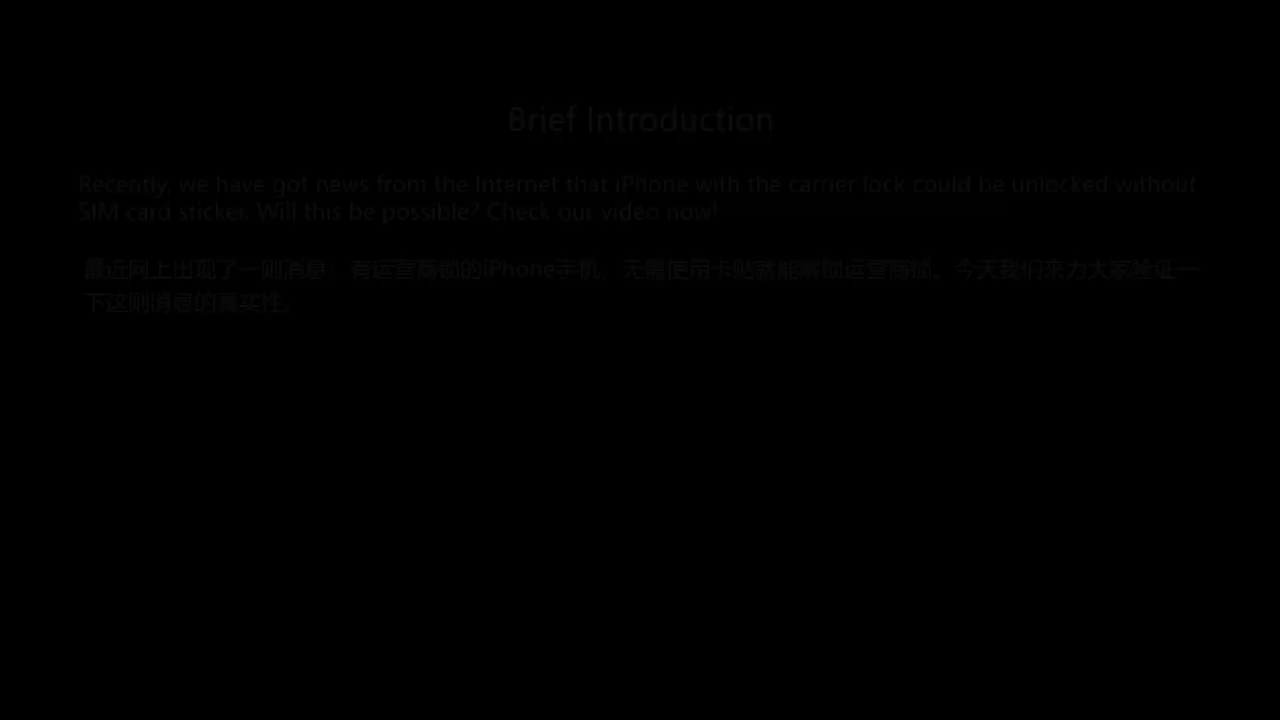 Brief Introduction
Recently, we have got news from the Internet that iPhone with the carrier lock could be unlocked without
SIM card sticker. Will this be possible? Check our video now!
最近网上出现了一则消息：有运营商锁的iPhone手机，无需使用卡贴就能解锁运营商锁。今天我们来为大家验证一
下这则消息的真实性。